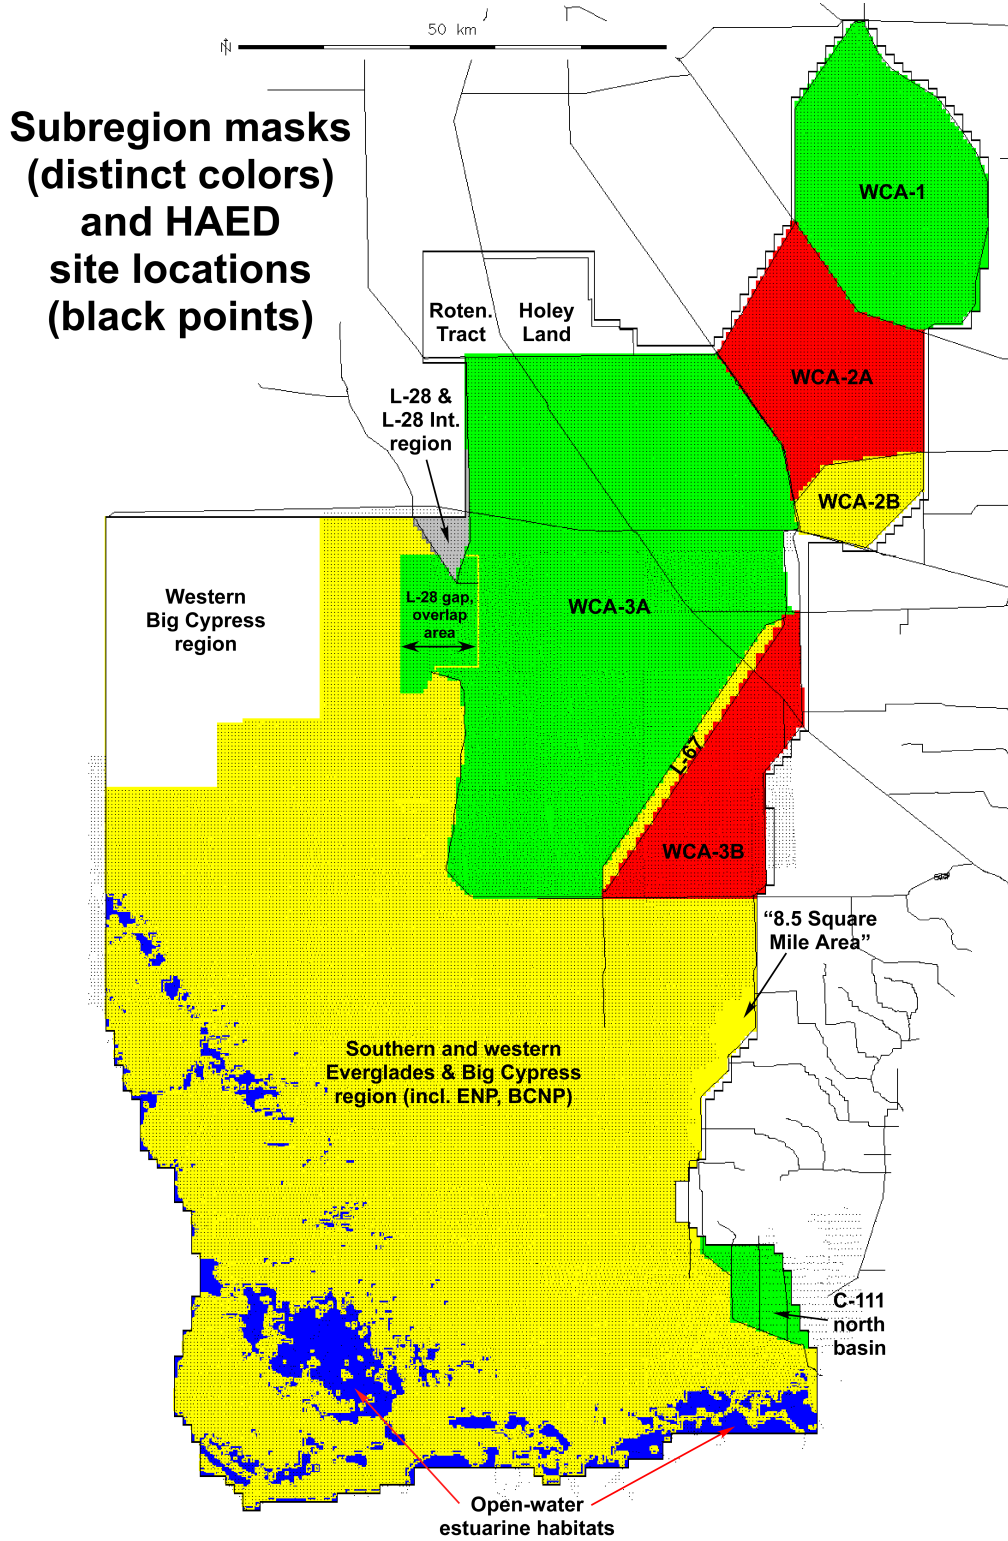 50 km
N
Subregion masks
(distinct colors)
and HAED
site locations
(black points)
WCA-1
Roten.
Tract
Holey
Land
WCA-2A
L-28 &
L-28 Int.
region
WCA-2B
Western
Big Cypress
region
L-28 gap,
overlap
area
WCA-3A
L-67
WCA-3B
“8.5 Square
Mile Area”
Southern and western
Everglades & Big Cypress
region (incl. ENP, BCNP)
C-111
north
basin
Open-water
estuarine habitats